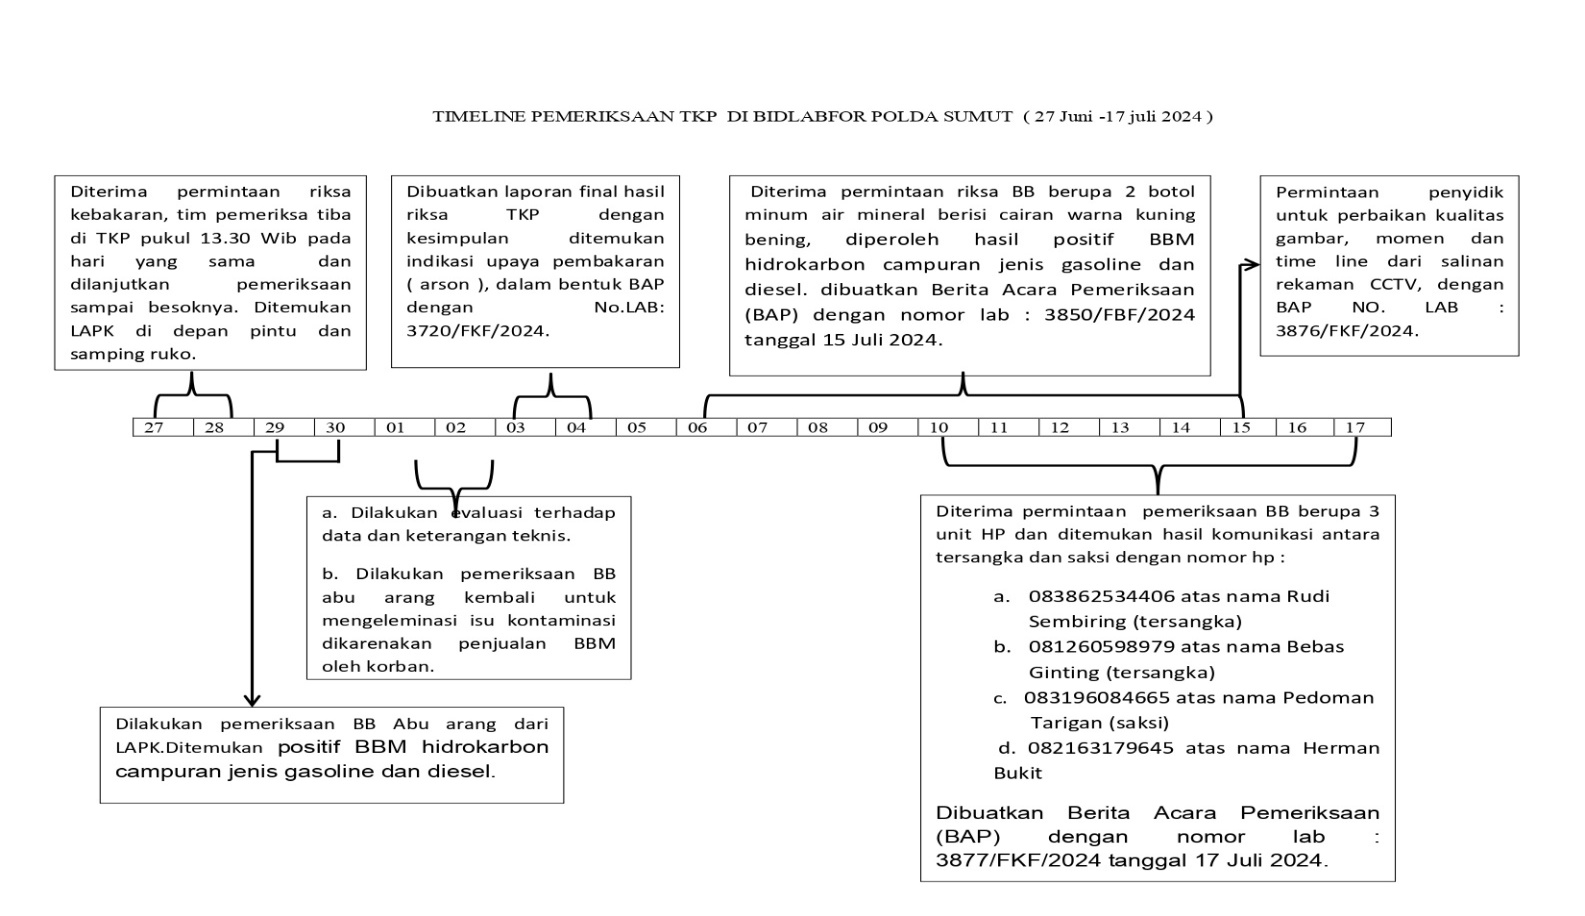 TIMELINE PEMERIKSAAN TKP DI BIDLABFOR POLDA SUMUT ( 27 Juni -17 juli 2024 )
Diterima permintaan riksa
kebakaran, tim pemeriksa tiba
di TKP pukul 13.30 Wib pada
hari yang sama dan
dilanjutkan pemeriksaan
sampai besoknya. Ditemukan
LAPK di depan pintu dan
samping ruko.
Dibuatkan laporan final hasil
riksa TKP dengan
kesimpulan ditemukan
indikasi upaya pembakaran
( arson ), dalam bentuk BAP
dengan No.LAB:
3720/FKF/2024.
Diterima permintaan riksa BB berupa 2 botol
minum air mineral berisi cairan warna kuning
bening, diperoleh hasil positif BBM
hidrokarbon campuran jenis gasoline dan
diesel. dibuatkan Berita Acara Pemeriksaan
(BAP) dengan nomor lab : 3850/FBF/2024
tanggal 15 Juli 2024.
Permintaan penyidik
untuk perbaikan kualitas
gambar, momen dan
time line dari salinan
rekaman CCTV, dengan
BAP NO. LAB :
3876/FKF/2024.
27 28 29 30 01 02 03 04 05 06 07 08 09 10 11 12 13 14 15 16 17
a. Dilakukan evaluasi terhadap
data dan keterangan teknis.
b. Dilakukan pemeriksaan BB
abu arang kembali untuk
mengeleminasi isu kontaminasi
dikarenakan penjualan BBM
oleh korban.
Dilakukan pemeriksaan BB Abu arang dari
LAPK.Ditemukan positif BBM hidrokarbon
campuran jenis gasoline dan diesel.
Diterima permintaan pemeriksaan BB berupa 3
unit HP dan ditemukan hasil komunikasi antara
tersangka dan saksi dengan nomor hp :
a. 083862534406 atas nama Rudi
Sembiring (tersangka)
b. 081260598979 atas nama Bebas
Ginting (tersangka)
c. 083196084665 atas nama Pedoman
Tarigan (saksi)
d. 082163179645 atas nama Herman
Bukit
Dibuatkan Berita Acara Pemeriksaan
(BAP) dengan nomor lab :
3877/FKF/2024 tanggal 17 Juli 2024.